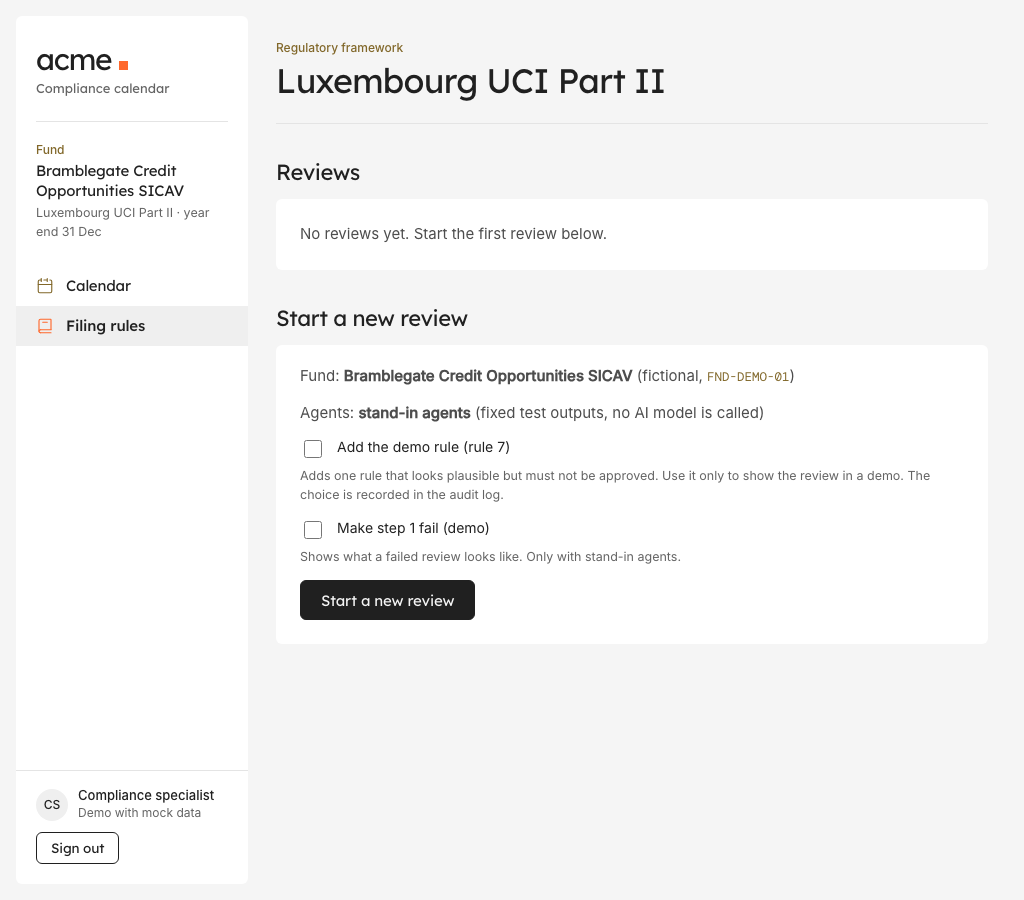 acme
Compliance calendar
Fund
Bramblegate Credit
Opportunities SICAV
Luxembourg UCI Part II · year
end 31 Dec
Calendar
Filing rules
Compliance specialist
CS
Demo with mock data
Sign out
Regulatory framework
Luxembourg UCI Part II
Reviews
No reviews yet. Start the first review below.
Start a new review
Fund: Bramblegate Credit Opportunities SICAV (fictional, FND-DEMO-01)
Agents: stand-in agents (fixed test outputs, no AI model is called)
Add the demo rule (rule 7)
Adds one rule that looks plausible but must not be approved. Use it only to show the review in a demo. The
choice is recorded in the audit log.
Make step 1 fail (demo)
Shows what a failed review looks like. Only with stand-in agents.
Start a new review